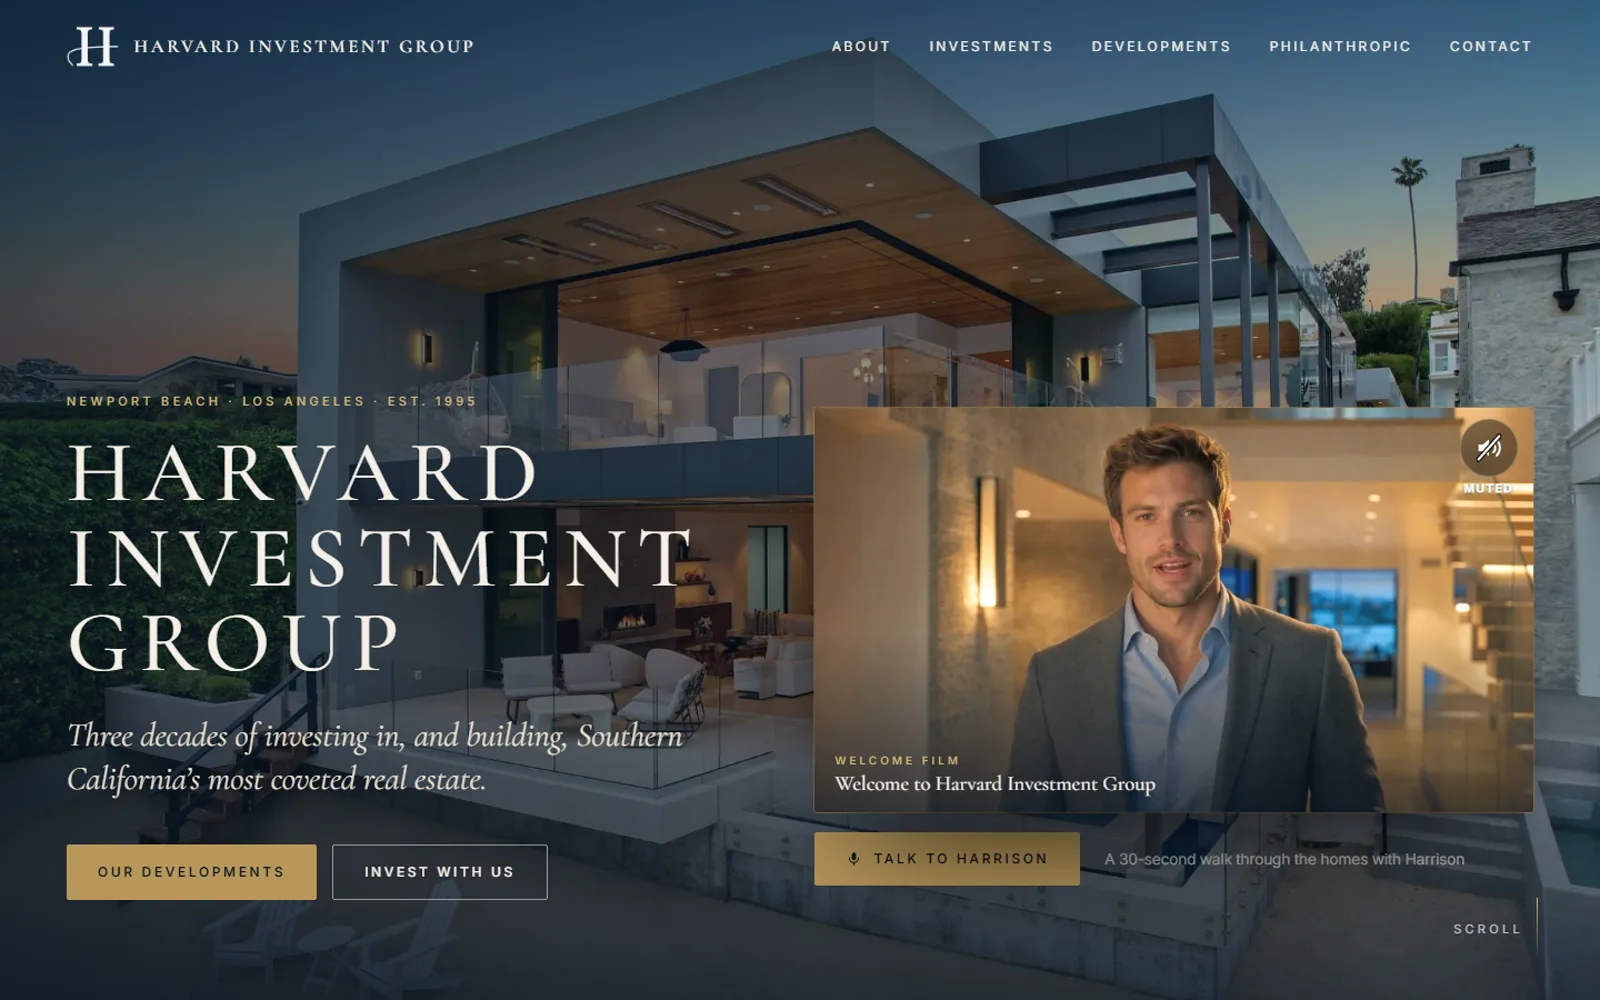 H HARVARD INVESTMENT GROUP
ABOUT INVESTMENTS DEVELOPMENTS PHILANTHROPIC CONTACT
NEWPORT BEACH · LOS ANGELES · EST. 1995
HARVARD
INVESTMENT
GROUP
Three decades of investing in, and building, Southern
California’s most coveted real estate.
OUR DEVELOPMENTS
INVEST WITH US
MUTED
WELCOME FILM
Welcome to Harvard Investment Group
TALK TO HARRISON
A 30-second walk through the homes with Harrison
SCROLL